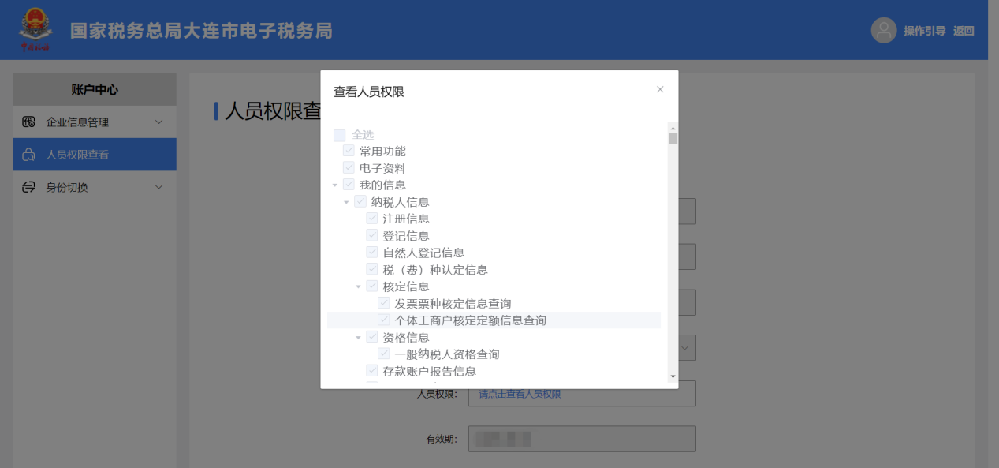 国家税务总局大连市电子税务局
操作引导 返回
账户中心
企业信息管理
人员权限查看
身份切换
人员权限查
查看人员权限
全选
常用功能
电子资料
我的信息
纳税人信息
注册信息
登记信息
自然人登记信息
税（费）种认定信息
核定信息
发票票种核定信息查询
个体工商户核定定额信息查询
资格信息
一般纳税人资格查询
存款账户报告信息
人员权限：
请点击查看人员权限
有效期：